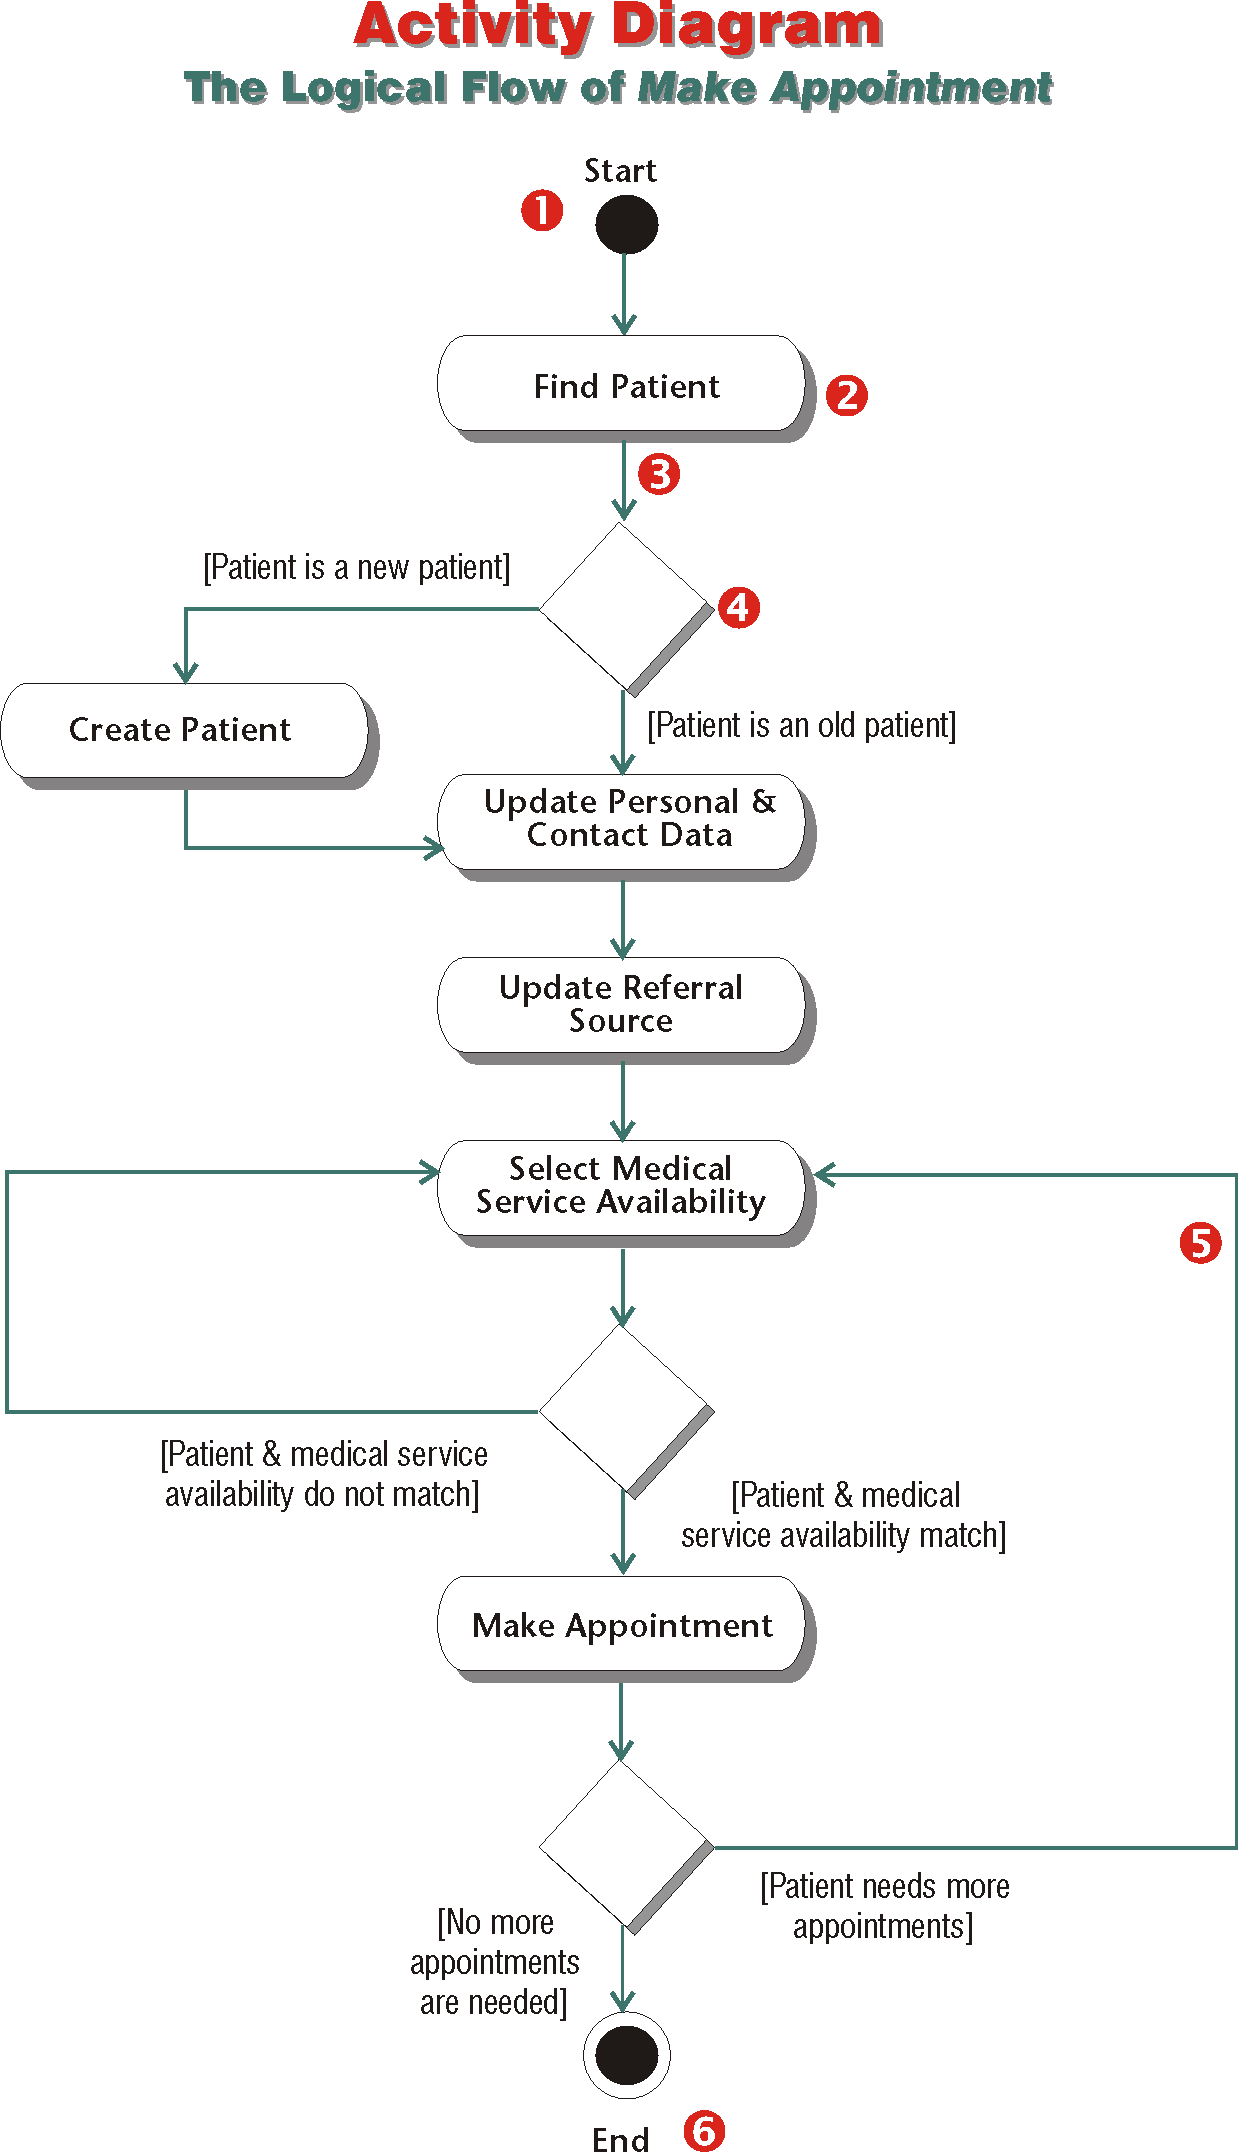 Activity Diagram
The Logical Flow of Make Appointment
Start
1
Find Patient
2
3
[Patient is a new patient]
4
Create Patient
[Patient is an old patient]
Update Personal &
Contact Data
Update Referral
Source
Select Medical
Service Availability
5
[Patient & medical service
availability do not match]
[Patient & medical
service availability match]
Make Appointment
[Patient needs more
appointments]
[No more
appointments
are needed]
End
6